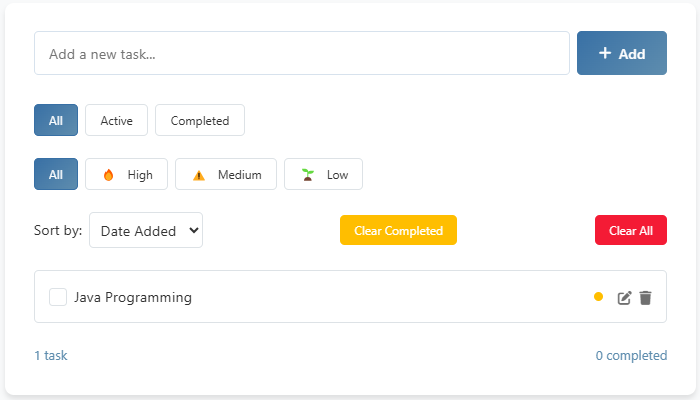 Add a new task...
+ Add
All Active Completed
All High Medium Low
Sort by: Date Added Clear Completed Clear All
Java Programming
1 task 0 completed